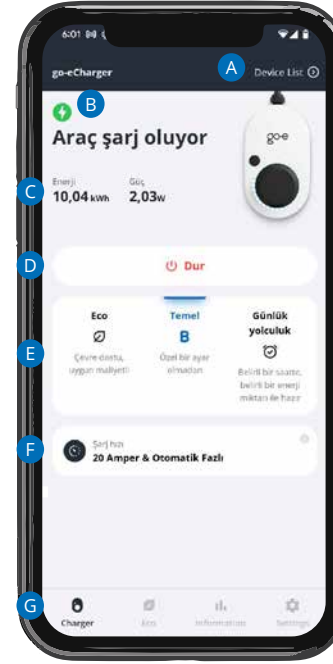 6:01
go-eCharger
A
Device List
B
Araç şarj oluyor
go-e
C
Enerji
Güç
10,04 kWh
2,03w
D
Dur
E
Eco
Temel
Günlük
yolculuk
B
Çevre dostu,
uygun maliyetli
Özel bir ayar
olmadan
Belirli bir saatte,
belirli bir enerji
miktarı ile hazır
F
Şarj hızı
20 Amper & Otomatik Fazlı
G
Charger
Eco
Information
Settings